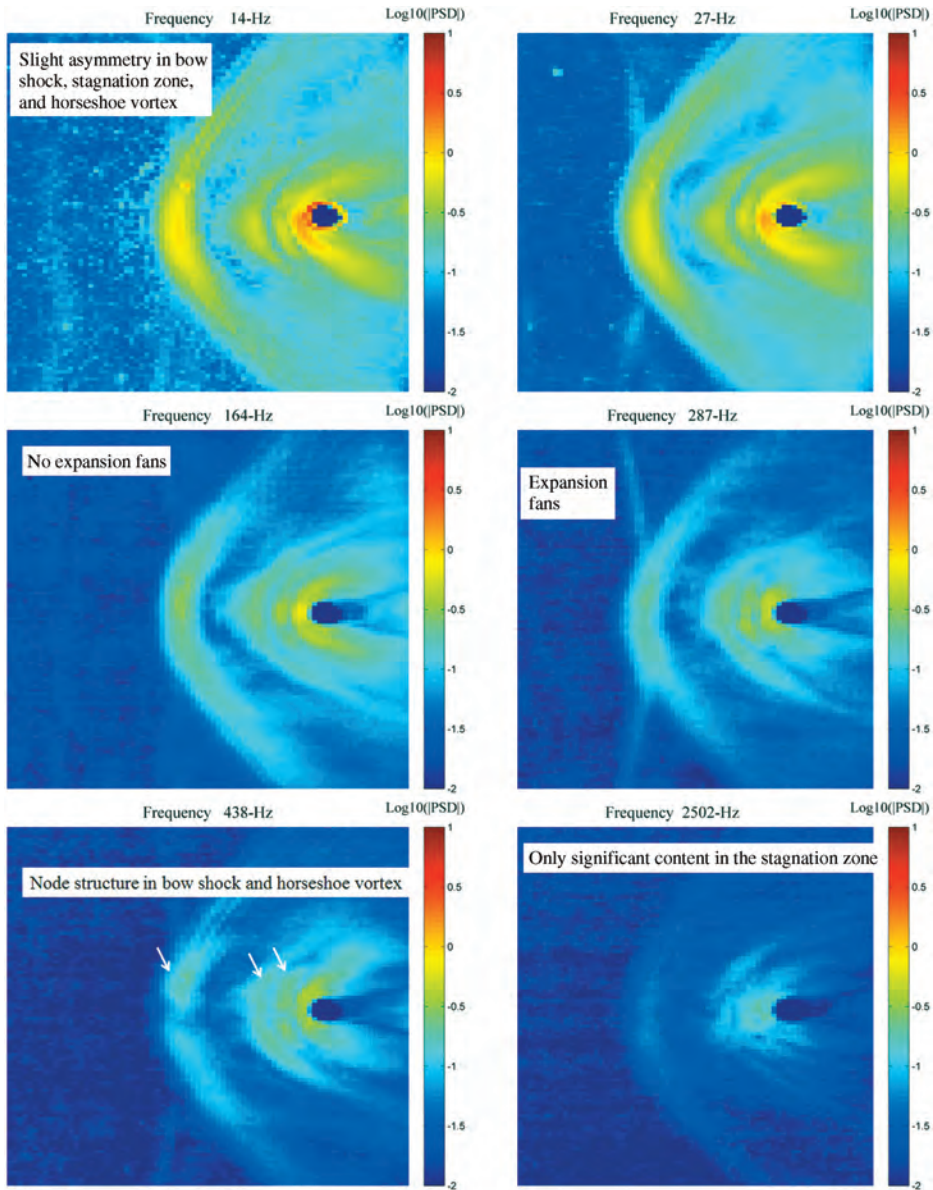 Frequency 14-Hz
Log10(|PSD|)
Slight asymmetry in bow
shock, stagnation zone,
and horseshoe vortex
1
0.5
0
-0.5
-1
-1.5
-2
Frequency 27-Hz
Log10(|PSD|)
1
0.5
0
-0.5
-1
-1.5
-2
Frequency 164-Hz
Log10(|PSD|)
No expansion fans
1
0.5
0
-0.5
-1
-1.5
-2
Frequency 287-Hz
Log10(|PSD|)
Expansion
fans
1
0.5
0
-0.5
-1
-1.5
-2
Frequency 438-Hz
Log10(|PSD|)
Node structure in bow shock and horseshoe vortex
1
0.5
0
-0.5
-1
-1.5
-2
Frequency 2502-Hz
Log10(|PSD|)
Only significant content in the stagnation zone
1
0.5
0
-0.5
-1
-1.5
-2